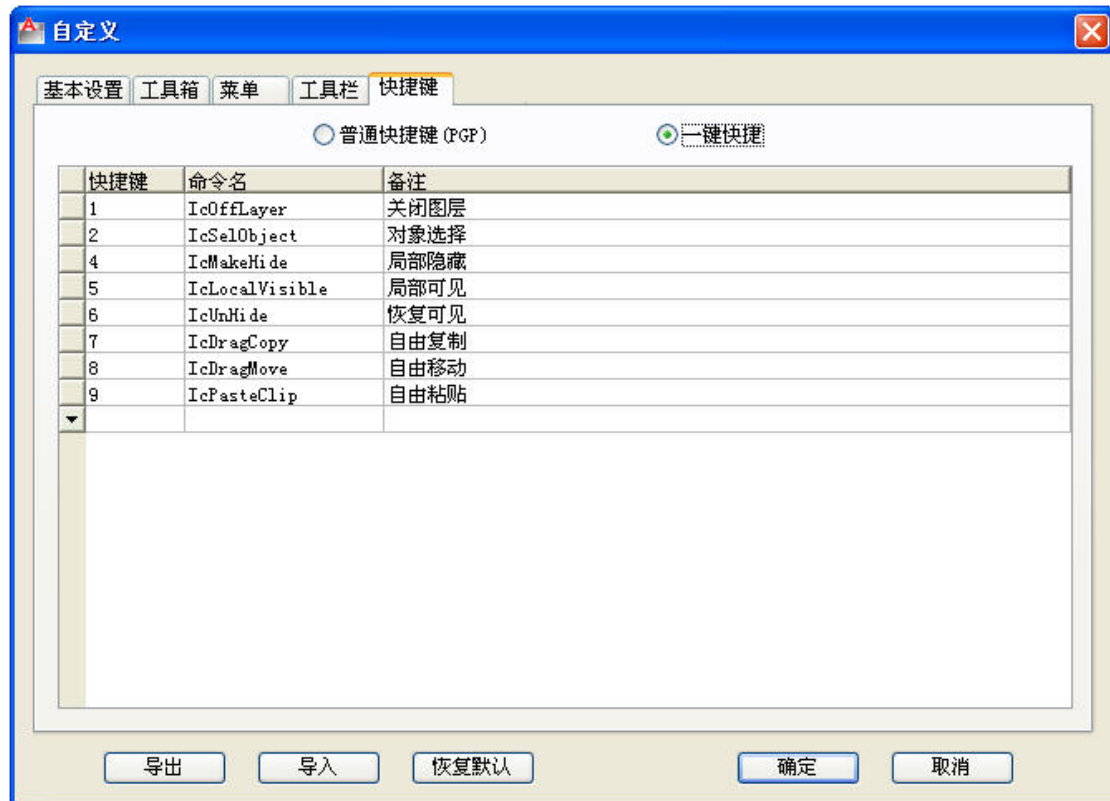 自定义
基本设置 工具箱 菜单 工具栏 快捷键
普通快捷键(PGP) 一键快捷
快捷键 命令名 备注
1 IcOffLayer 关闭图层
2 IcSelObject 对象选择
4 IcMakeHide 局部隐藏
5 IcLocalVisible 局部可见
6 IcUnHide 恢复可见
7 IcDragCopy 自由复制
8 IcDragMove 自由移动
9 IcPasteClip 自由粘贴
导出 导入 恢复默认 确定 取消